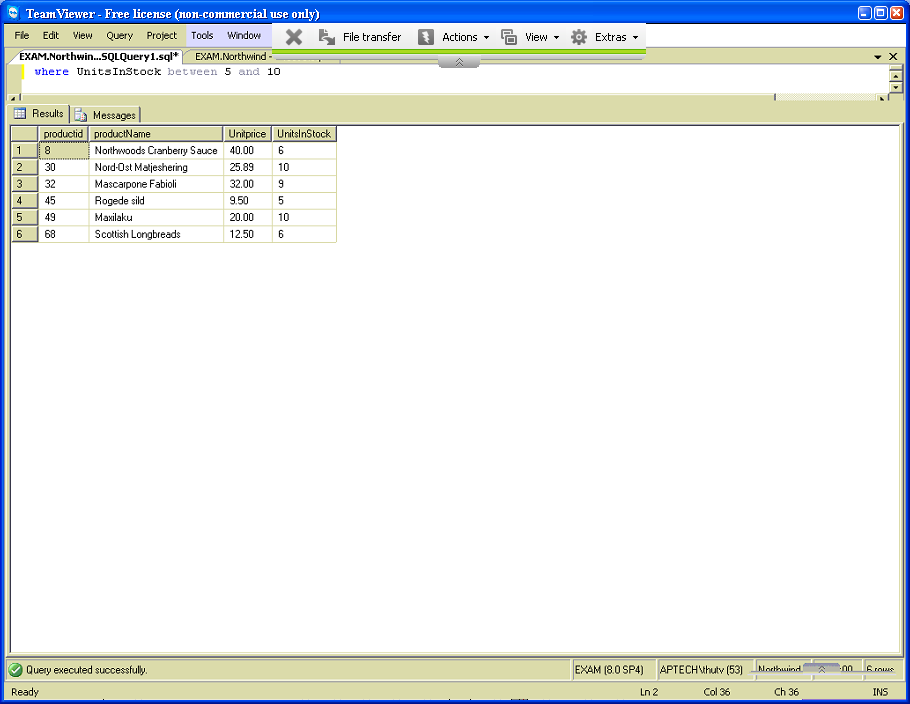 TeamViewer - Free license (non-commercial use only)
File Edit View Query Project Tools Window File transfer Actions View Extras
EXAM.Northwin...SQLQuery1.sql* EXAM.Northwind -
where UnitsInStock between 5 and 10
Results Messages
productid productName Unitprice UnitsInStock
1 8 Northwoods Cranberry Sauce 40.00 6
2 30 Nord-Ost Matjeshering 25.89 10
3 32 Mascarpone Fabioli 32.00 9
4 45 Rogede sild 9.50 5
5 49 Maxilaku 20.00 10
6 68 Scottish Longbreads 12.50 6
Query executed successfully. EXAM (8.0 SP4) APTECH\thutv (53) Northwind :00 6 rows
Ready Ln 2 Col 36 Ch 36 INS